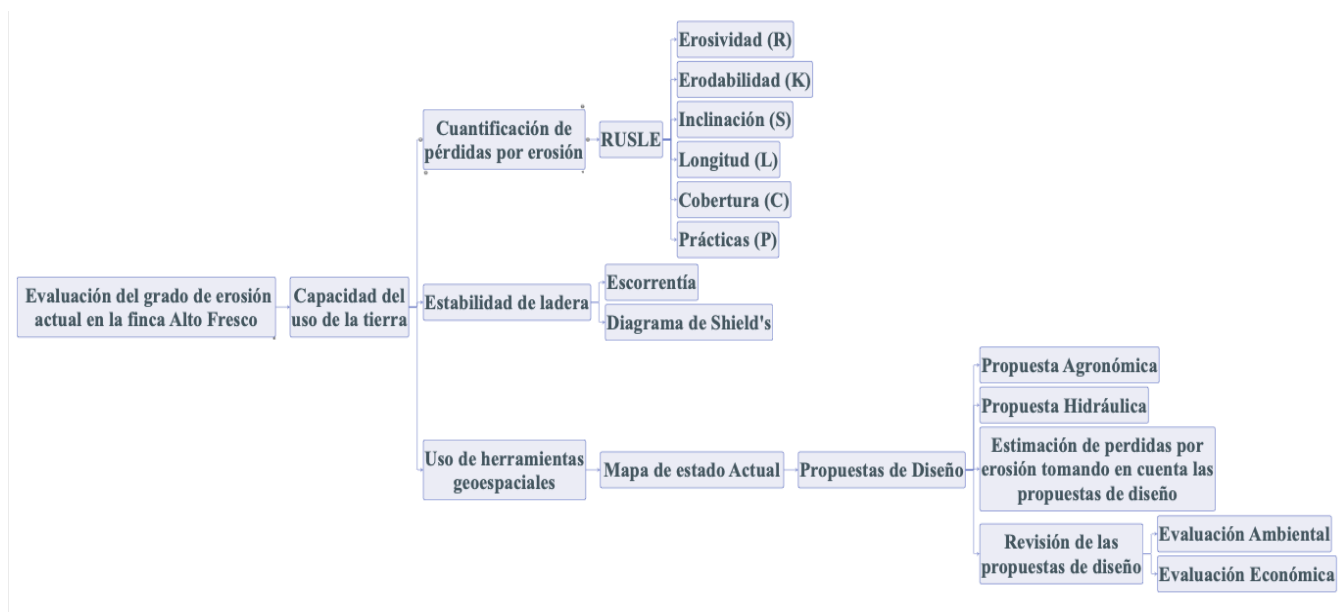 Evaluación del grado de erosión
actual en la finca Alto Fresco
Capacidad del
uso de la tierra
Cuantificación de
pérdidas por erosión
RUSLE
Erosividad (R)
Erodabilidad (K)
Inclinación (S)
Longitud (L)
Cobertura (C)
Prácticas (P)
Estabilidad de ladera
Escorrentía
Diagrama de Shield's
Uso de herramientas
geoespaciales
Mapa de estado Actual
Propuestas de Diseño
Propuesta Agronómica
Propuesta Hidráulica
Estimación de perdidas por
erosión tomando en cuenta las
propuestas de diseño
Revisión de las
propuestas de diseño
Evaluación Ambiental
Evaluación Económica